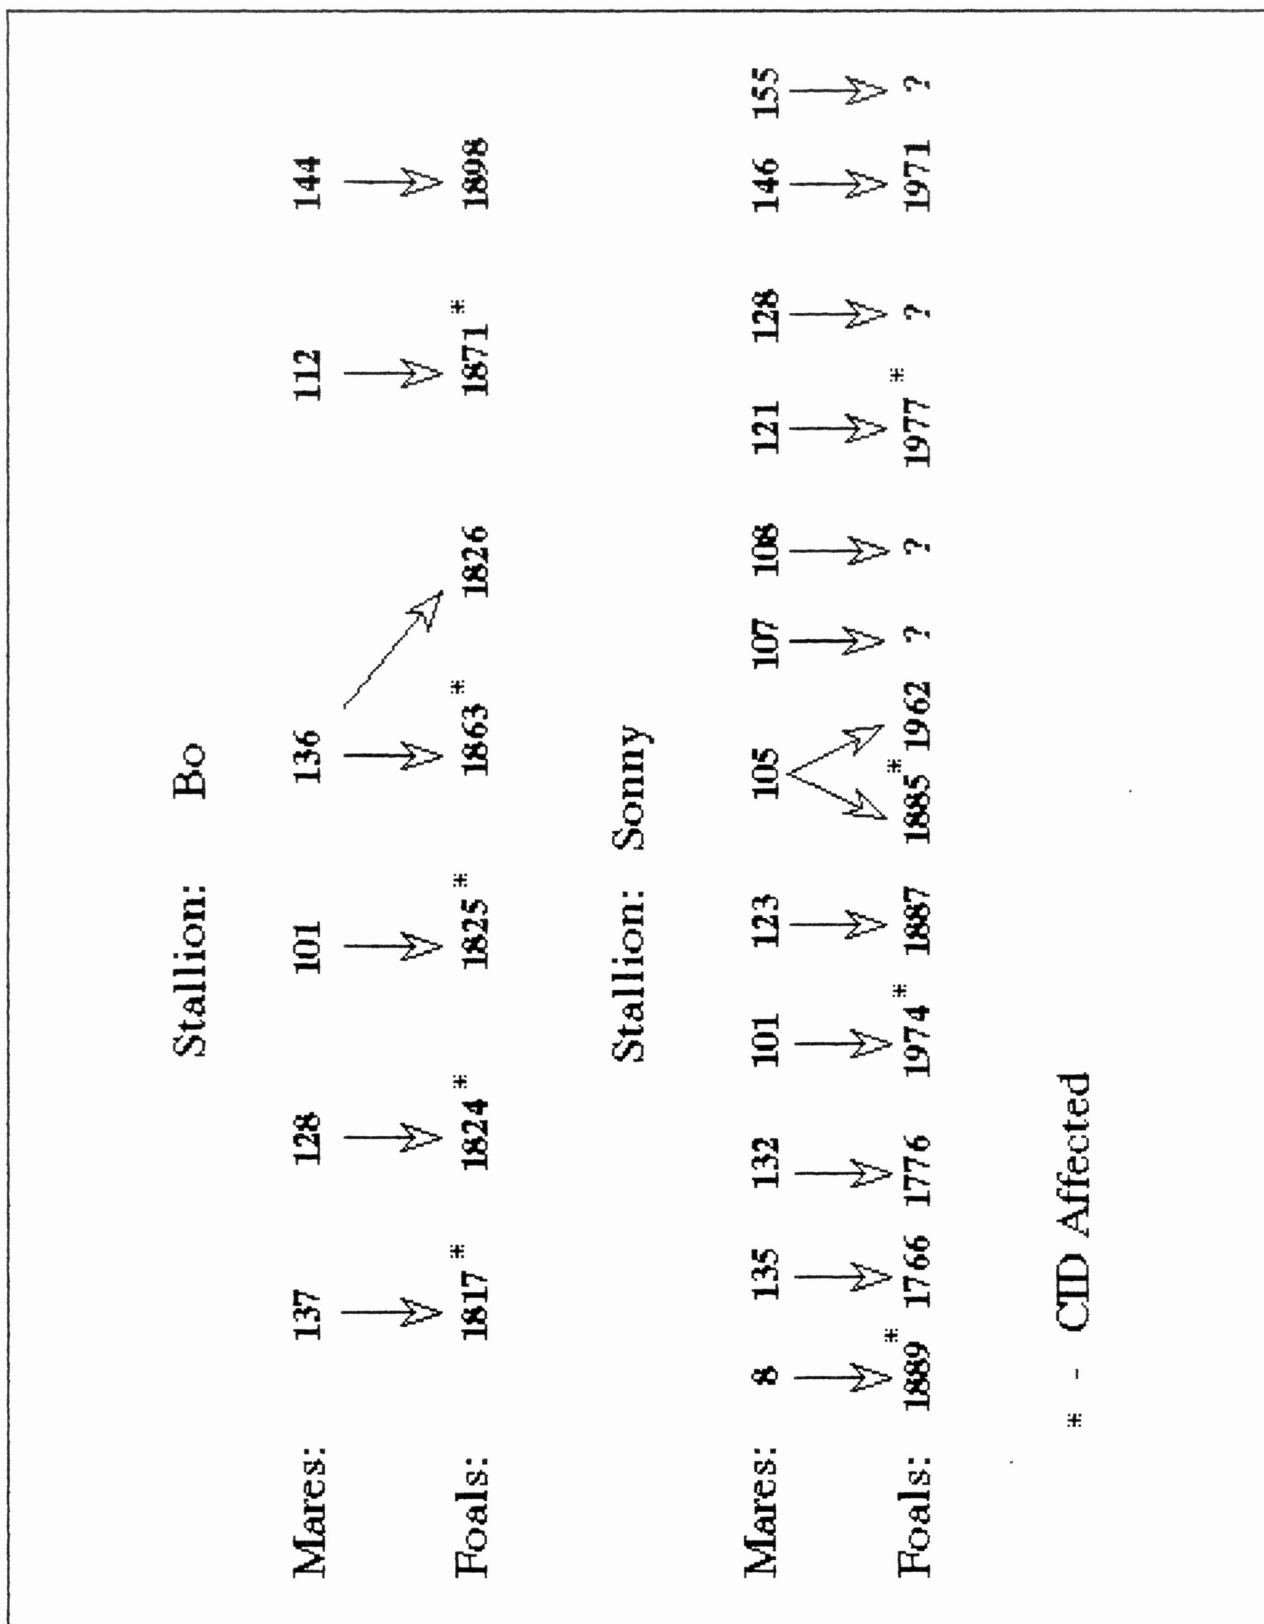 Stallion: Bo
Mares: 137 128 101 136 112 144
Foals: 1817* 1824* 1825* 1863* 1826 1871* 1898
Stallion: Sonny
Mares: 8 135 132 101 123 105 107 108 121 128 146 155
Foals: 1889* 1766 1776 1974* 1887 1885* 1962 ? ? 1977* ? 1971 ?
* - CID Affected